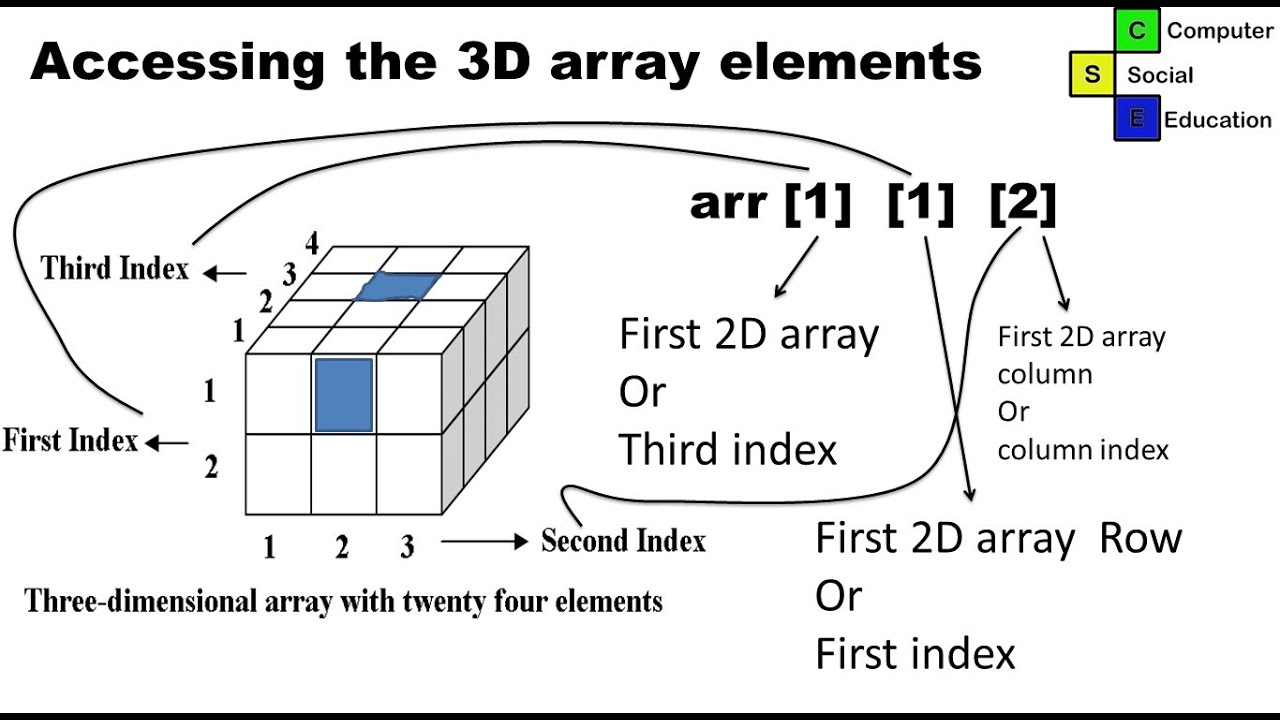 Accessing the 3D array elements
C Computer
S Social
E Education
arr [1] [1] [2]
4
3
2
1
Third Index
1
First Index
2
1 2 3
Second Index
Three-dimensional array with twenty four elements
First 2D array
Or
Third index
First 2D array
column
Or
column index
First 2D array Row
Or
First index